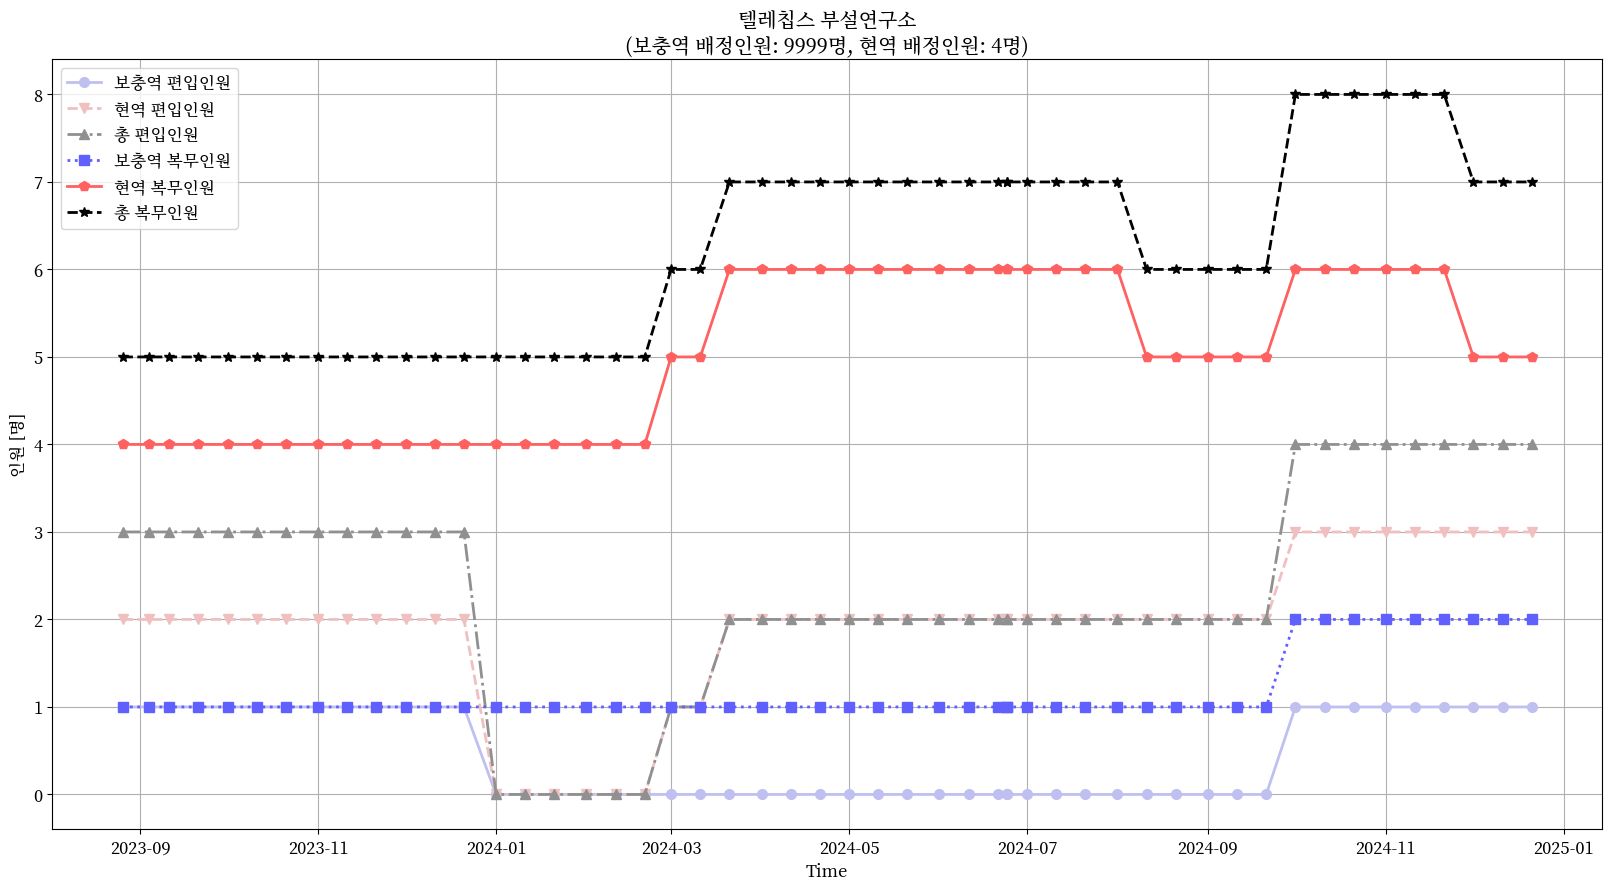 텔레칩스 부설연구소
(보충역 배정인원: 9999명, 현역 배정인원: 4명)
보충역 편입인원
현역 편입인원
총 편입인원
보충역 복무인원
현역 복무인원
총 복무인원
인원 [명]
8
7
6
5
4
3
2
1
0
2023-09
2023-11
2024-01
2024-03
2024-05
2024-07
2024-09
2024-11
2025-01
Time